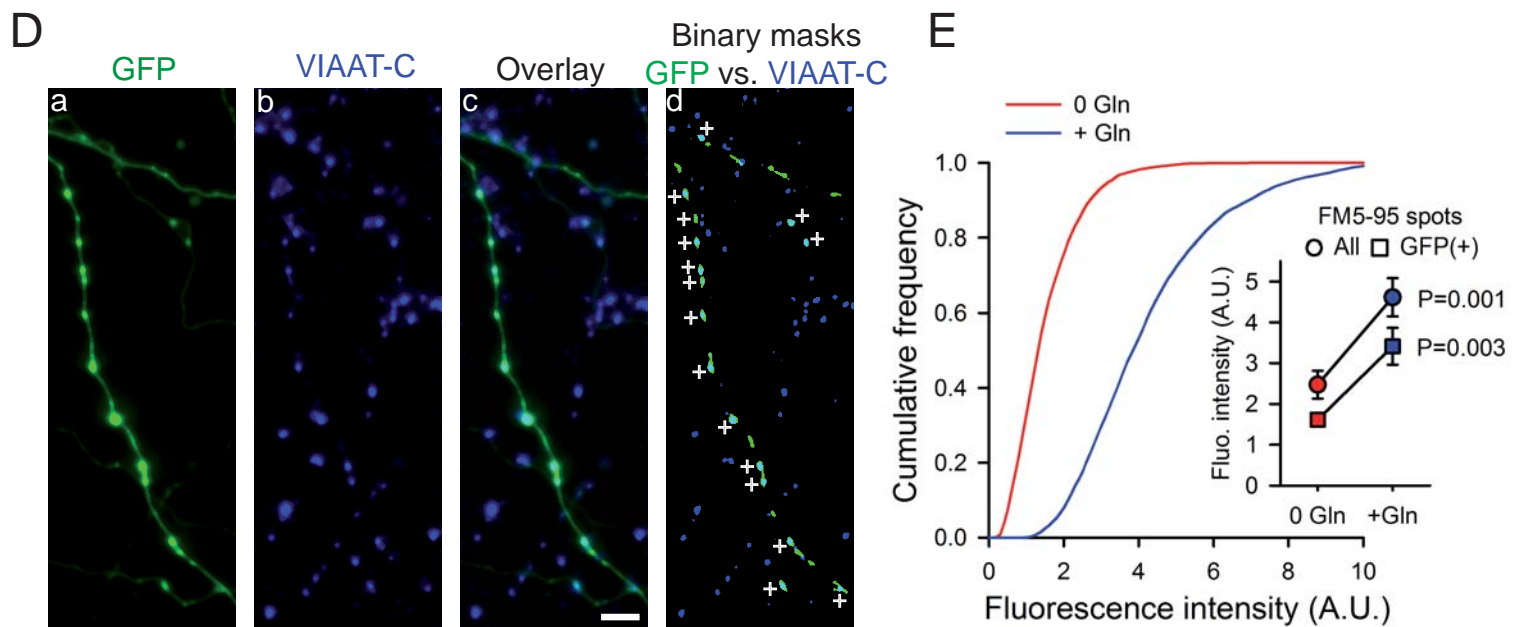 D
GFP
VIAAT-C
Overlay
Binary masks
GFP vs. VIAAT-C
a
b
c
d
E
0 Gln
+ Gln
Cumulative frequency
1.0
0.8
0.6
0.4
0.2
0.0
0
2
4
6
8
10
Fluorescence intensity (A.U.)
FM5-95 spots
All GFP(+)
Fluo. intensity (A.U.)
5
4
3
2
1
0
P=0.001
P=0.003
0 Gln
+Gln